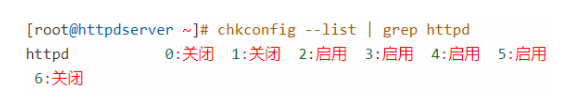 [root@httpdserver ~]# chkconfig --list | grep httpd
httpd 0:关闭 1:关闭 2:启用 3:启用 4:启用 5:启用
6:关闭